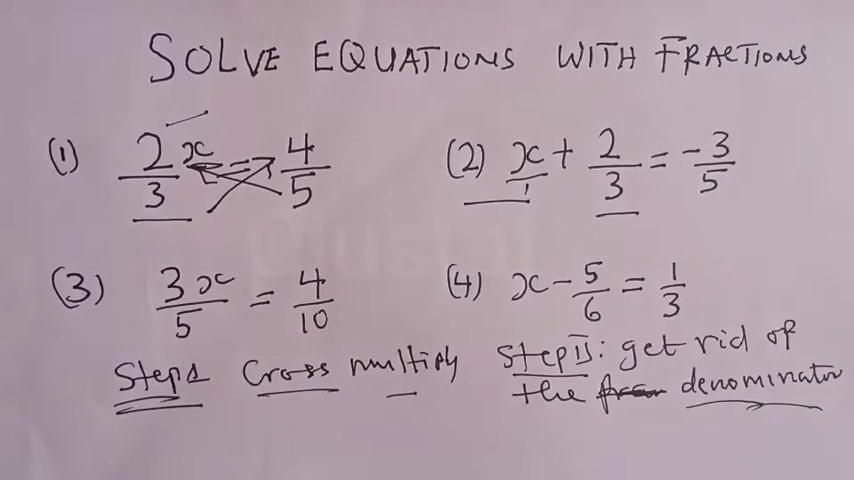 SOLVE EQUATIONS WITH FRACTIONS
(1) 2x/3 = 4/5 (2) x/1 + 2/3 = -3/5
(3) 3x/5 = 4/10 (4) x - 5/6 = 1/3
Step 1 Cross multiply Step II: get rid of
the denominator